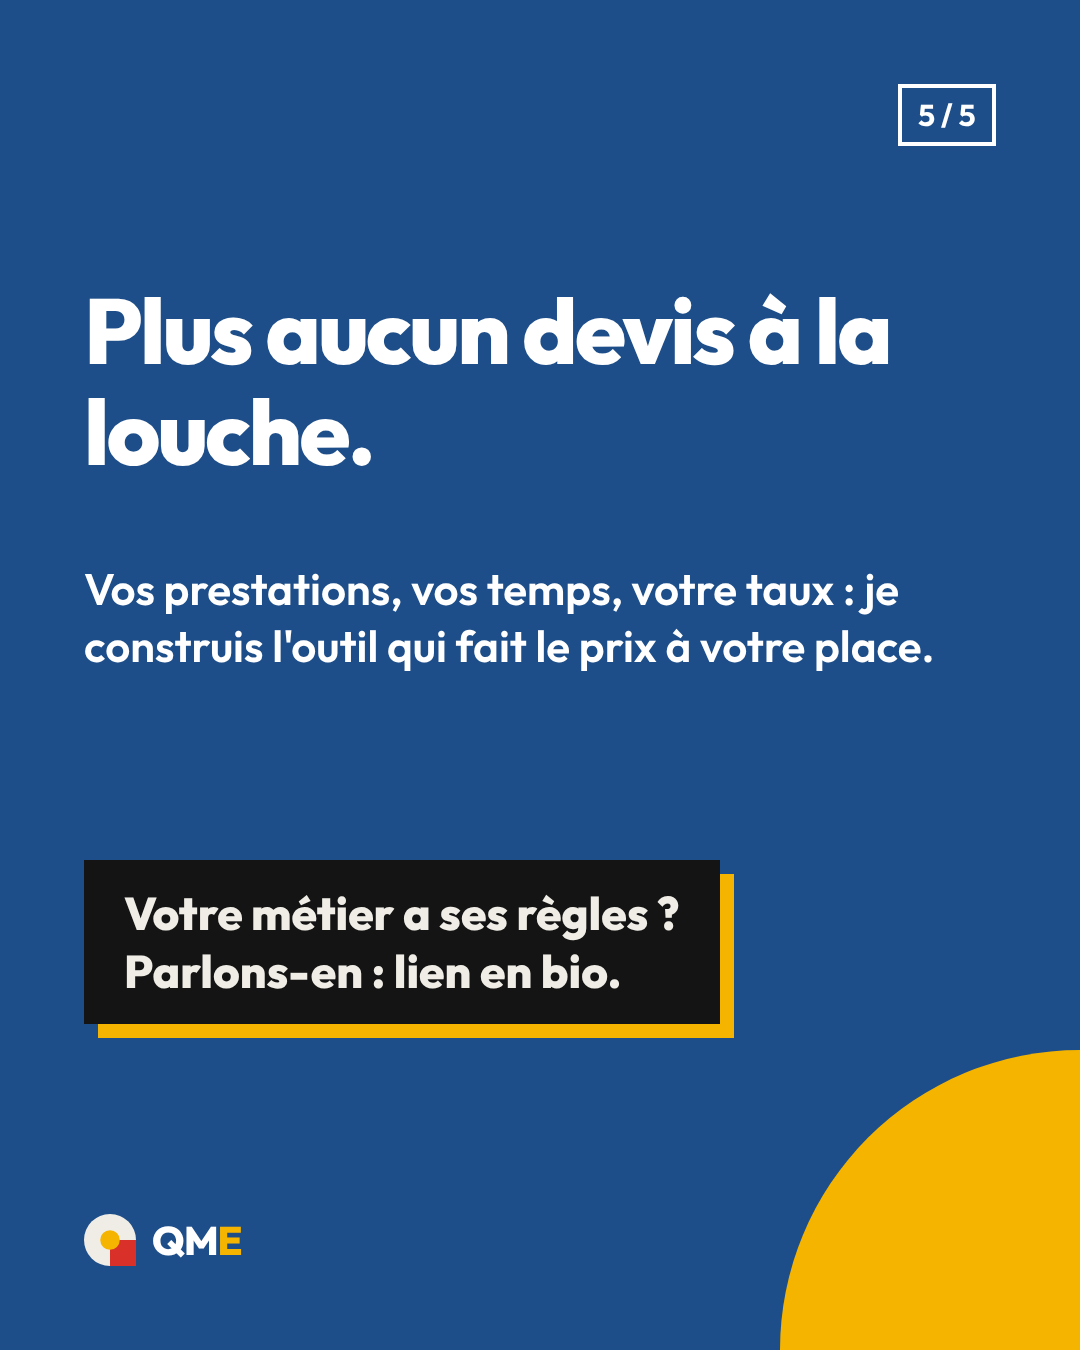 5 / 5
Plus aucun devis à la
louche.
Vos prestations, vos temps, votre taux : je
construis l'outil qui fait le prix à votre place.
Votre métier a ses règles ?
Parlons-en : lien en bio.
QME